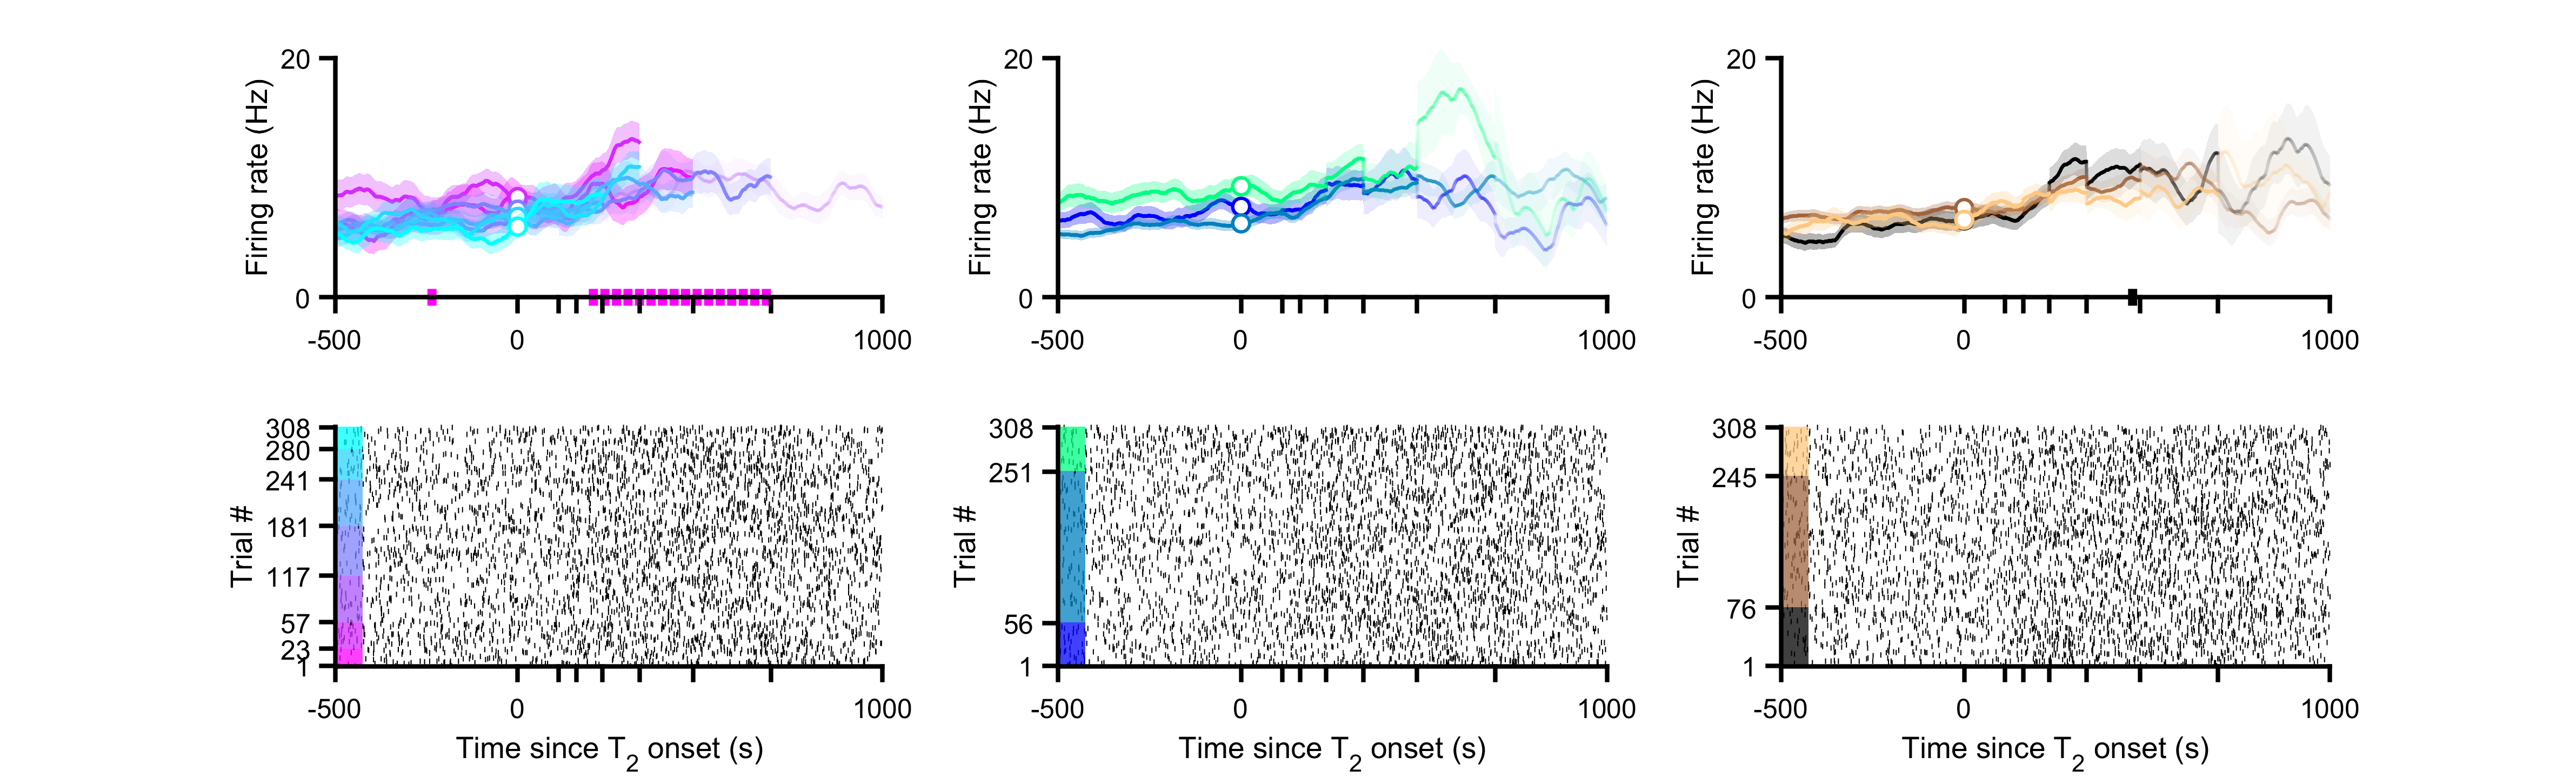 20
Firing rate (Hz)
0
-500 0 1000
20
Firing rate (Hz)
0
-500 0 1000
20
Firing rate (Hz)
0
-500 0 1000
308
280
241
181
117
57
23
1
Trial #
-500 0 1000
Time since T2 onset (s)
308
251
56
1
Trial #
-500 0 1000
Time since T2 onset (s)
308
245
76
1
Trial #
-500 0 1000
Time since T2 onset (s)